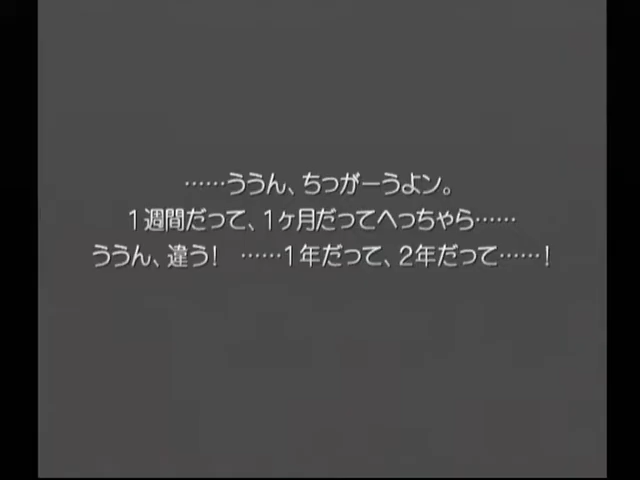 ……ううん、ちっがーうよン。
1週間だって、1ヶ月だってへっちゃら……
ううん、違う！　……1年だって、2年だって……！